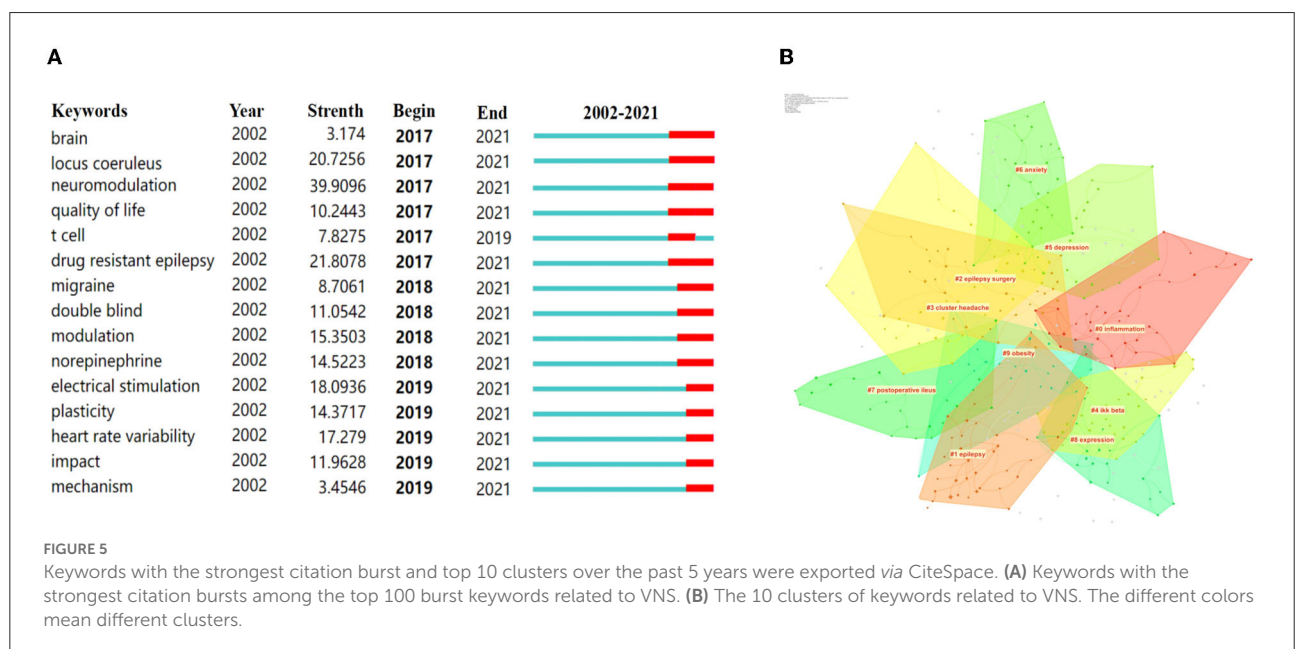 A
Keywords Year Strenth Begin End 2002-2021
brain 2002 3.174 2017 2021
locus coeruleus 2002 20.7256 2017 2021
neuromodulation 2002 39.9096 2017 2021
quality of life 2002 10.2443 2017 2021
t cell 2002 7.8275 2017 2019
drug resistant epilepsy 2002 21.8078 2017 2021
migraine 2002 8.7061 2018 2021
double blind 2002 11.0542 2018 2021
modulation 2002 15.3503 2018 2021
norepinephrine 2002 14.5223 2018 2021
electrical stimulation 2002 18.0936 2019 2021
plasticity 2002 14.3717 2019 2021
heart rate variability 2002 17.279 2019 2021
impact 2002 11.9628 2019 2021
mechanism 2002 3.4546 2019 2021
B
#6 anxiety
#5 depression
#2 epilepsy surgery
#3 cluster headache
#0 inflammation
#9 obesity
#7 postoperative ileus
#4 ikk beta
#8 expression
#1 epilepsy
FIGURE 5
Keywords with the strongest citation burst and top 10 clusters over the past 5 years were exported via CiteSpace. (A) Keywords with the
strongest citation bursts among the top 100 burst keywords related to VNS. (B) The 10 clusters of keywords related to VNS. The different colors
mean different clusters.